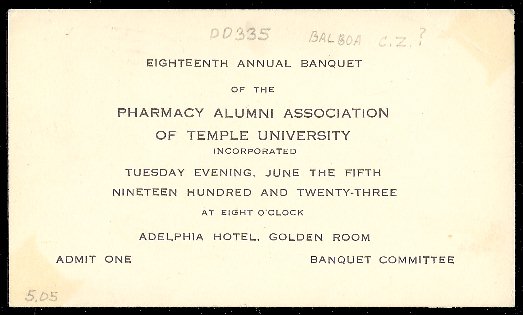 DD335 BALBOA C.Z.?
EIGHTEENTH ANNUAL BANQUET
OF THE
PHARMACY ALUMNI ASSOCIATION
OF TEMPLE UNIVERSITY
INCORPORATED
TUESDAY EVENING, JUNE THE FIFTH
NINETEEN HUNDRED AND TWENTY-THREE
AT EIGHT O'CLOCK
ADELPHIA HOTEL, GOLDEN ROOM
ADMIT ONE BANQUET COMMITTEE
5.05